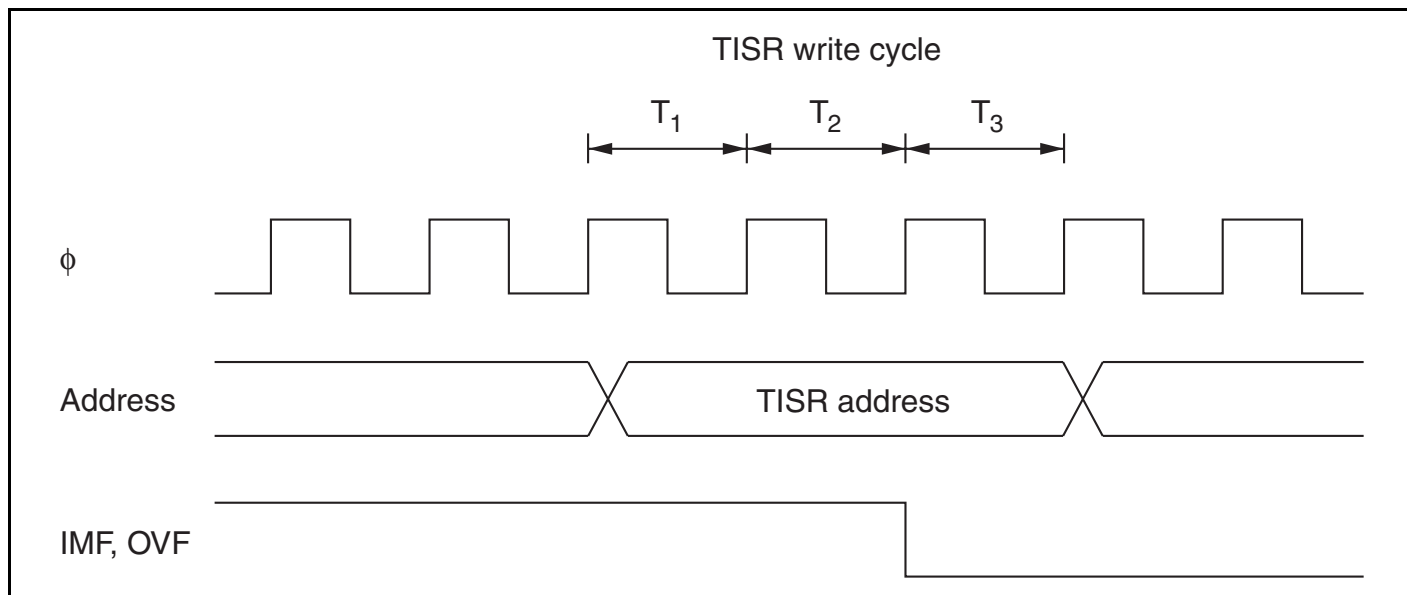 TISR write cycle
T1 T2 T3
ϕ
Address
TISR address
IMF, OVF